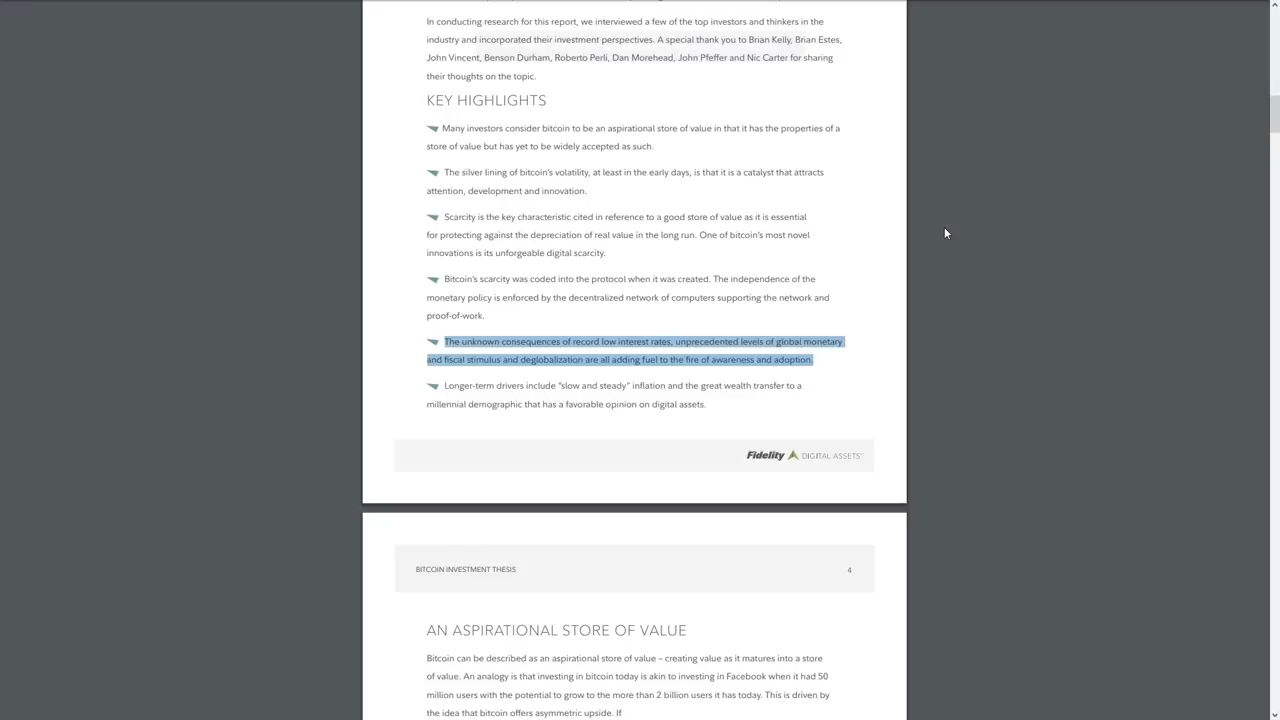 In conducting research for this report, we interviewed a few of the top investors and thinkers in the
industry and incorporated their investment perspectives. A special thank you to Brian Kelly, Brian Estes,
John Vincent, Benson Durham, Roberto Perli, Dan Morehead, John Pfeffer and Nic Carter for sharing
their thoughts on the topic.
KEY HIGHLIGHTS
Many investors consider bitcoin to be an aspirational store of value in that it has the properties of a
store of value but has yet to be widely accepted as such.
The silver lining of bitcoin's volatility, at least in the early days, is that it is a catalyst that attracts
attention, development and innovation.
Scarcity is the key characteristic cited in reference to a good store of value as it is essential
for protecting against the depreciation of real value in the long run. One of bitcoin's most novel
innovations is its unforgeable digital scarcity.
Bitcoin's scarcity was coded into the protocol when it was created. The independence of the
monetary policy is enforced by the decentralized network of computers supporting the network and
proof-of-work.
The unknown consequences of record low interest rates, unprecedented levels of global monetary
and fiscal stimulus and deglobalization are all adding fuel to the fire of awareness and adoption.
Longer-term drivers include “slow and steady” inflation and the great wealth transfer to a
millennial demographic that has a favorable opinion on digital assets.
Fidelity DIGITAL ASSETS
BITCOIN INVESTMENT THESIS 4
AN ASPIRATIONAL STORE OF VALUE
Bitcoin can be described as an aspirational store of value – creating value as it matures into a store
of value. An analogy is that investing in bitcoin today is akin to investing in Facebook when it had 50
million users with the potential to grow to the more than 2 billion users it has today. This is driven by
the idea that bitcoin offers asymmetric upside. If